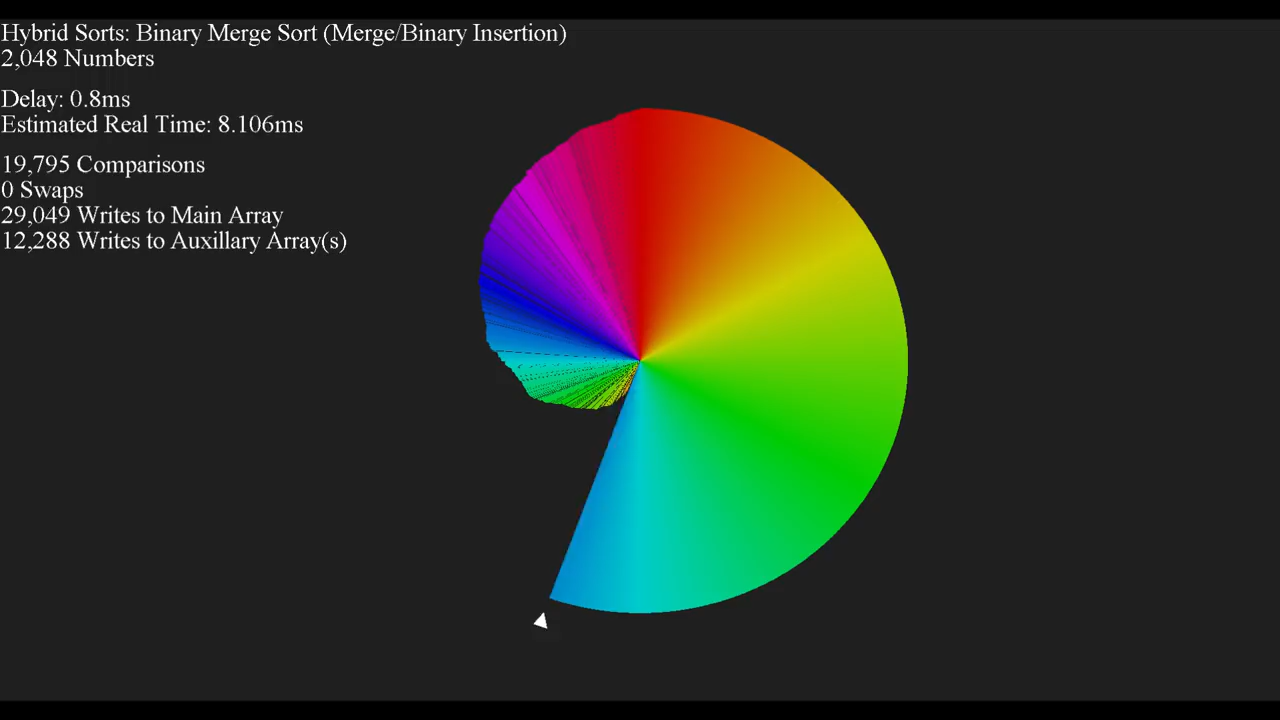 Hybrid Sorts: Binary Merge Sort (Merge/Binary Insertion)
2,048 Numbers
Delay: 0.8ms
Estimated Real Time: 8.106ms
19,795 Comparisons
0 Swaps
29,049 Writes to Main Array
12,288 Writes to Auxillary Array(s)